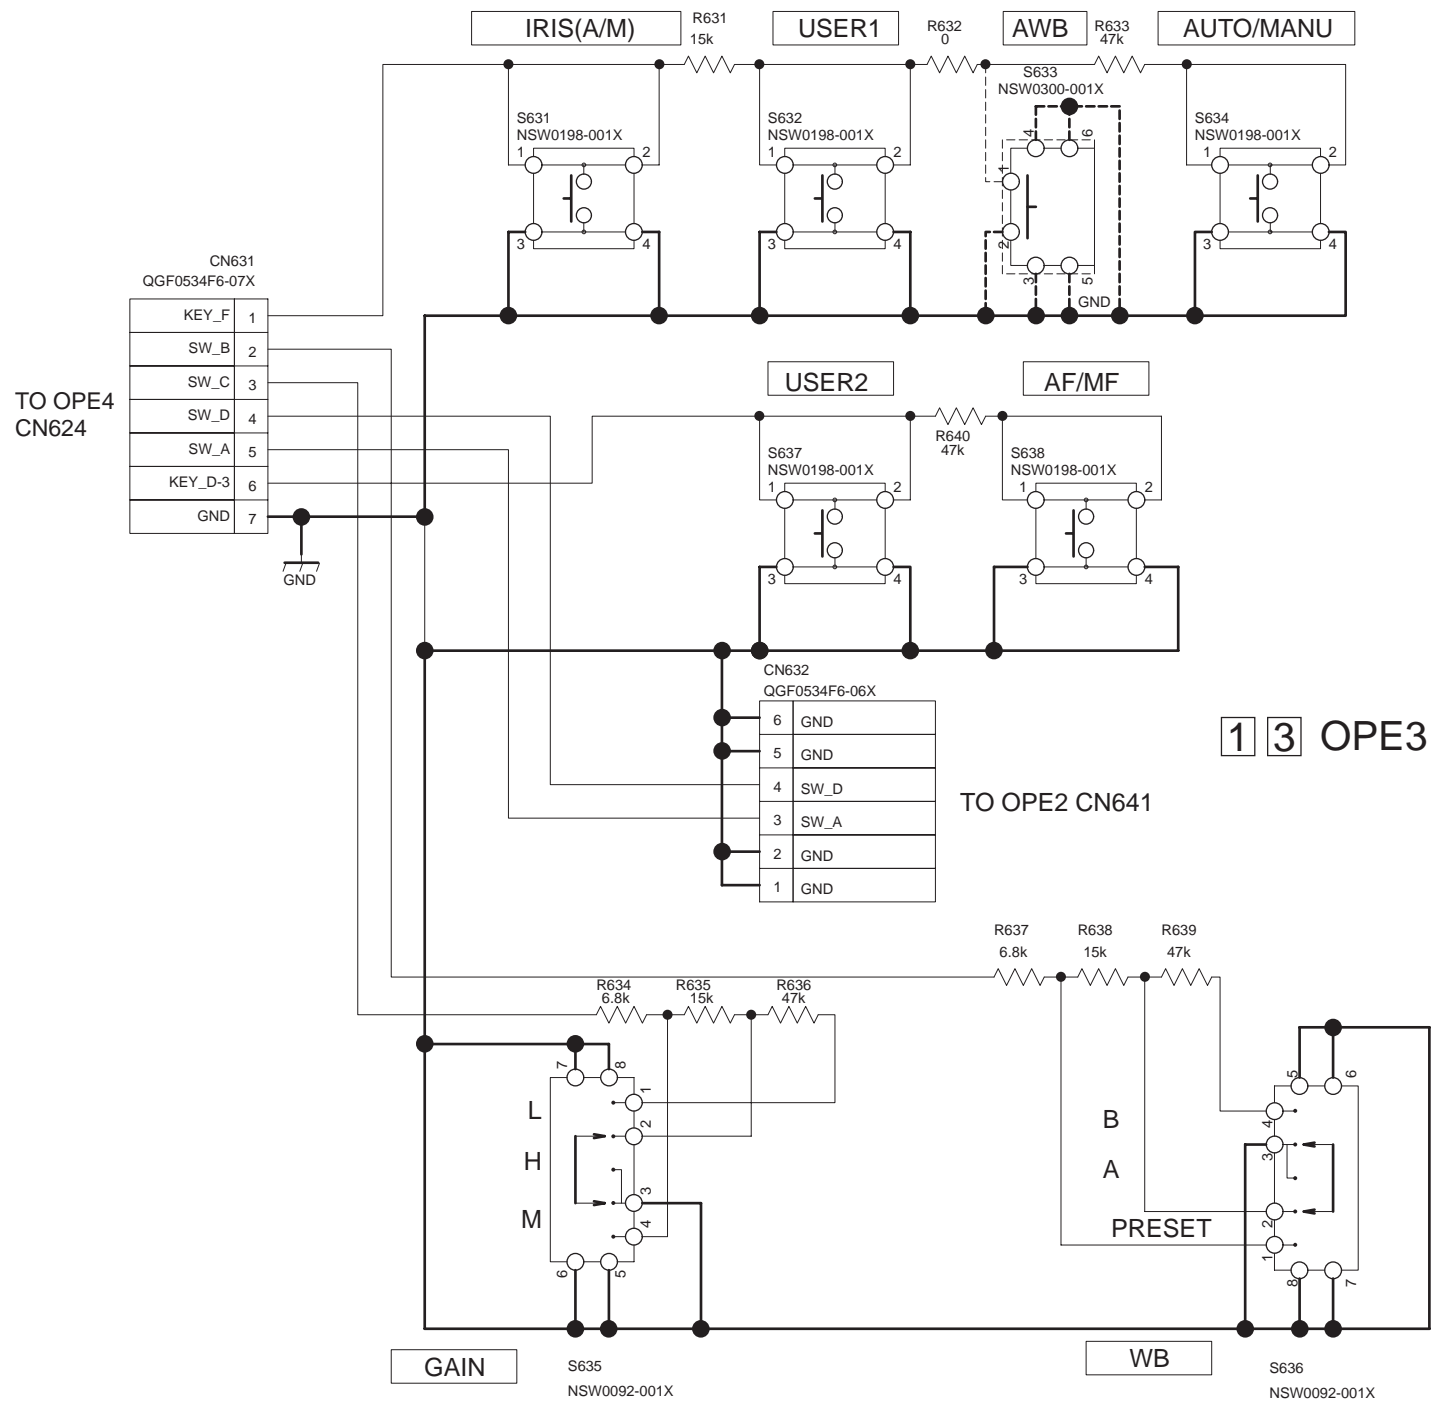 IRIS(A/M)
R631
15k
USER1
R632
0
AWB
R633
47k
AUTO/MANU
S631
NSW0198-001X
1
2
3
4
S632
NSW0198-001X
1
2
3
4
S633
NSW0300-001X
4
6
1
2
3
5
GND
S634
NSW0198-001X
1
2
3
4
CN631
QGF0534F6-07X
KEY_F 1
SW_B 2
SW_C 3
SW_D 4
SW_A 5
KEY_D-3 6
GND 7
TO OPE4
CN624
GND
USER2
AF/MF
R640
47k
S637
NSW0198-001X
1
2
3
4
S638
NSW0198-001X
1
2
3
4
CN632
QGF0534F6-06X
6 GND
5 GND
4 SW_D
3 SW_A
2 GND
1 GND
TO OPE2 CN641
1 3 OPE3
R637
6.8k
R638
15k
R639
47k
R634
6.8k
R635
15k
R636
47k
7
8
1
2
3
4
6
5
L
H
M
5
6
4
3
2
1
8
7
B
A
PRESET
GAIN
S635
NSW0092-001X
WB
S636
NSW0092-001X